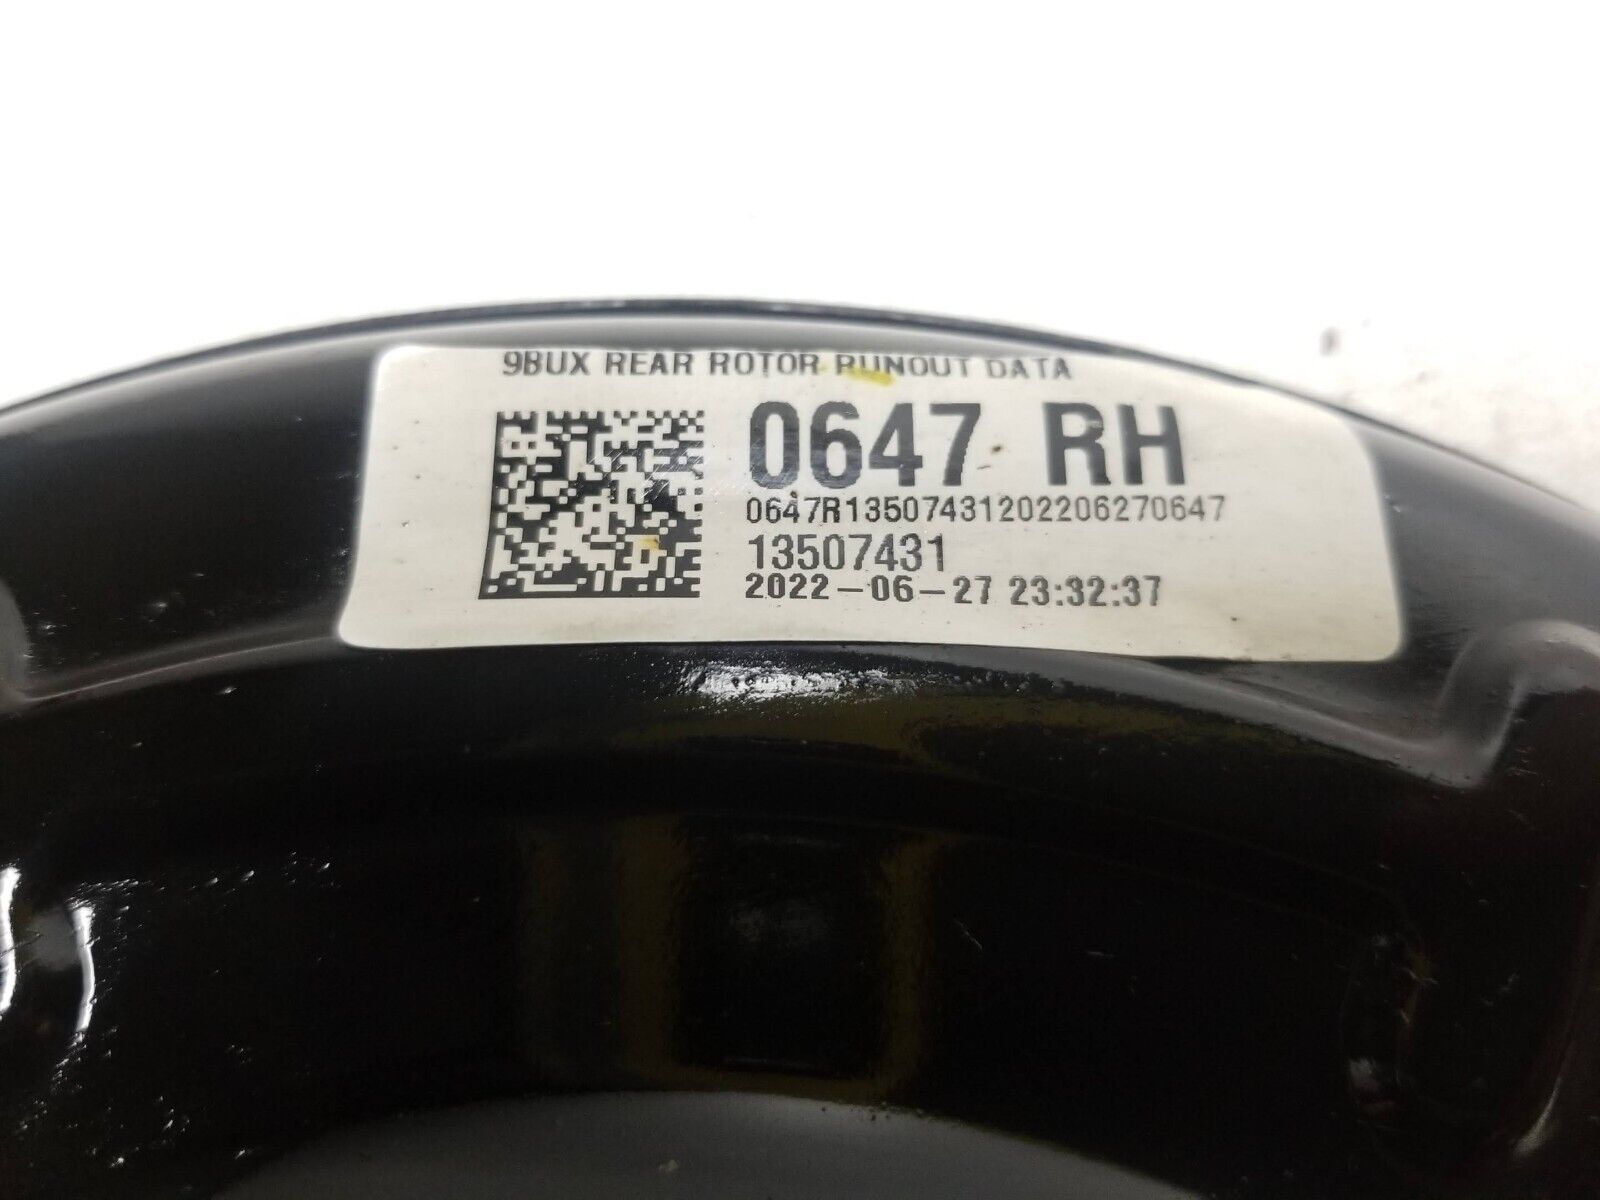 9BUX REAR ROTOR RUNOUT DATA
0647 RH
0647R13507431202206270647
13507431
2022-06-27 23:32:37